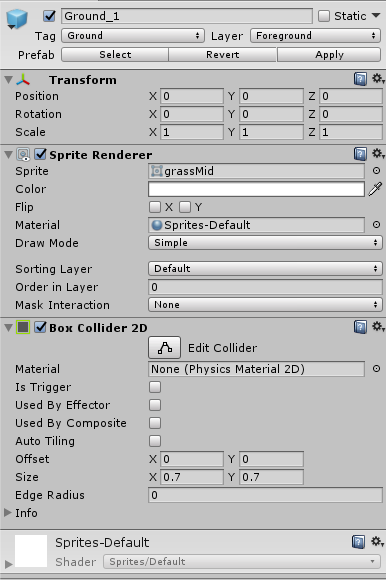 Ground_1 Static
Tag Ground Layer Foreground
Prefab Select Revert Apply
Transform
Position X 0 Y 0 Z 0
Rotation X 0 Y 0 Z 0
Scale X 1 Y 1 Z 1
Sprite Renderer
Sprite grassMid
Color
Flip X Y
Material Sprites-Default
Draw Mode Simple
Sorting Layer Default
Order in Layer 0
Mask Interaction None
Box Collider 2D
Edit Collider
Material None (Physics Material 2D)
Is Trigger
Used By Effector
Used By Composite
Auto Tiling
Offset X 0 Y 0
Size X 0.7 Y 0.7
Edge Radius 0
Info
Sprites-Default
Shader Sprites/Default